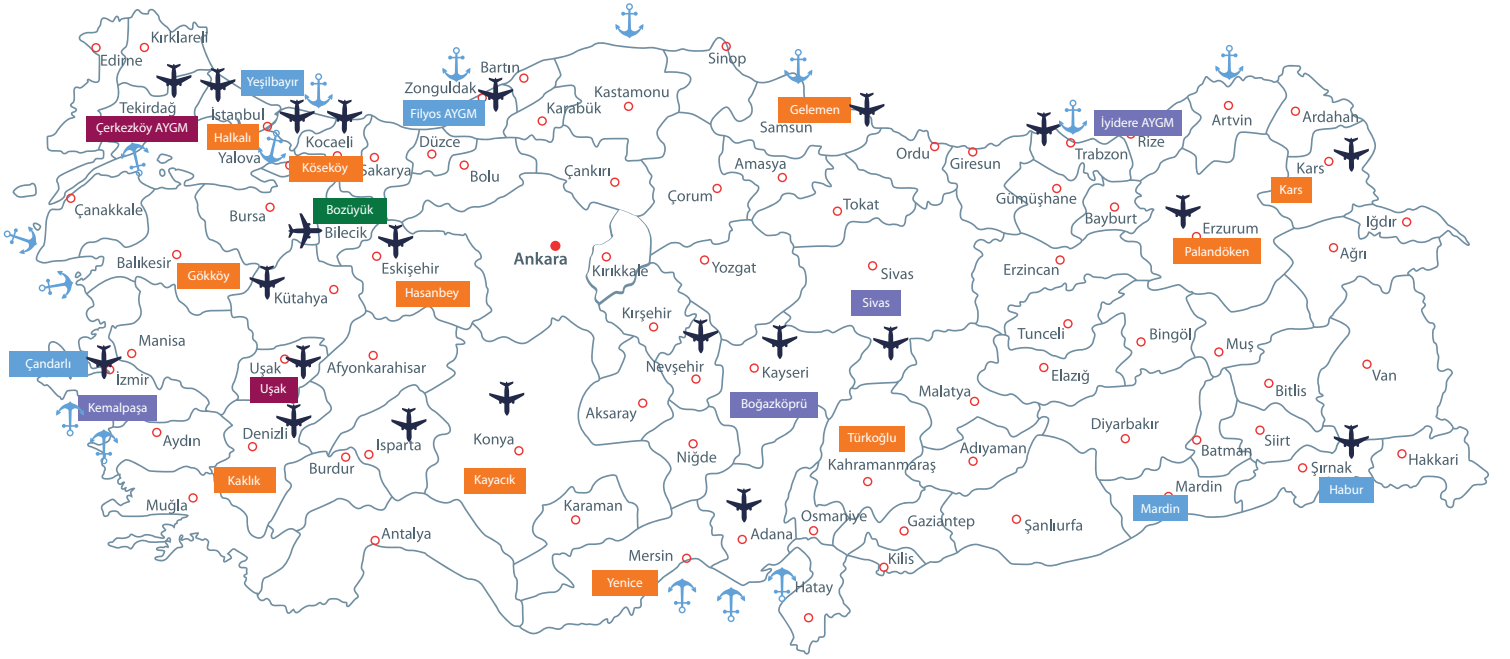 Kırklareli
Edirne
Tekirdağ
Çerkezköy AYGM
İstanbul
Halkalı
Yeşilbayır
Yalova
Kocaeli
Köseköy
Sakarya
Düzce
Bolu
Zonguldak
Filyos AYGM
Bartın
Karabük
Kastamonu
Sinop
Gelemen
Samsun
Amasya
Çankırı
Çorum
Tokat
Ordu
Giresun
Trabzon
İyidere AYGM
Rize
Artvin
Ardahan
Kars
Kars
Gümüşhane
Bayburt
Erzurum
Palandöken
Iğdır
Ağrı
Çanakkale
Bursa
Bozüyük
Bilecik
Balıkesir
Gökköy
Eskişehir
Hasanbey
Kütahya
Ankara
Kırıkkale
Yozgat
Sivas
Sivas
Erzincan
Kırşehir
Tunceli
Bingöl
Muş
Manisa
Çandarlı
İzmir
Kemalpaşa
Uşak
Uşak
Afyonkarahisar
Nevşehir
Kayseri
Boğazköprü
Malatya
Elazığ
Bitlis
Van
Aydın
Denizli
Kaklık
Isparta
Burdur
Konya
Kayacık
Aksaray
Niğde
Türkoğlu
Kahramanmaraş
Adıyaman
Diyarbakır
Batman
Siirt
Şırnak
Habur
Hakkari
Mardin
Mardin
Muğla
Antalya
Karaman
Mersin
Yenice
Adana
Osmaniye
Gaziantep
Kilis
Şanlıurfa
Hatay